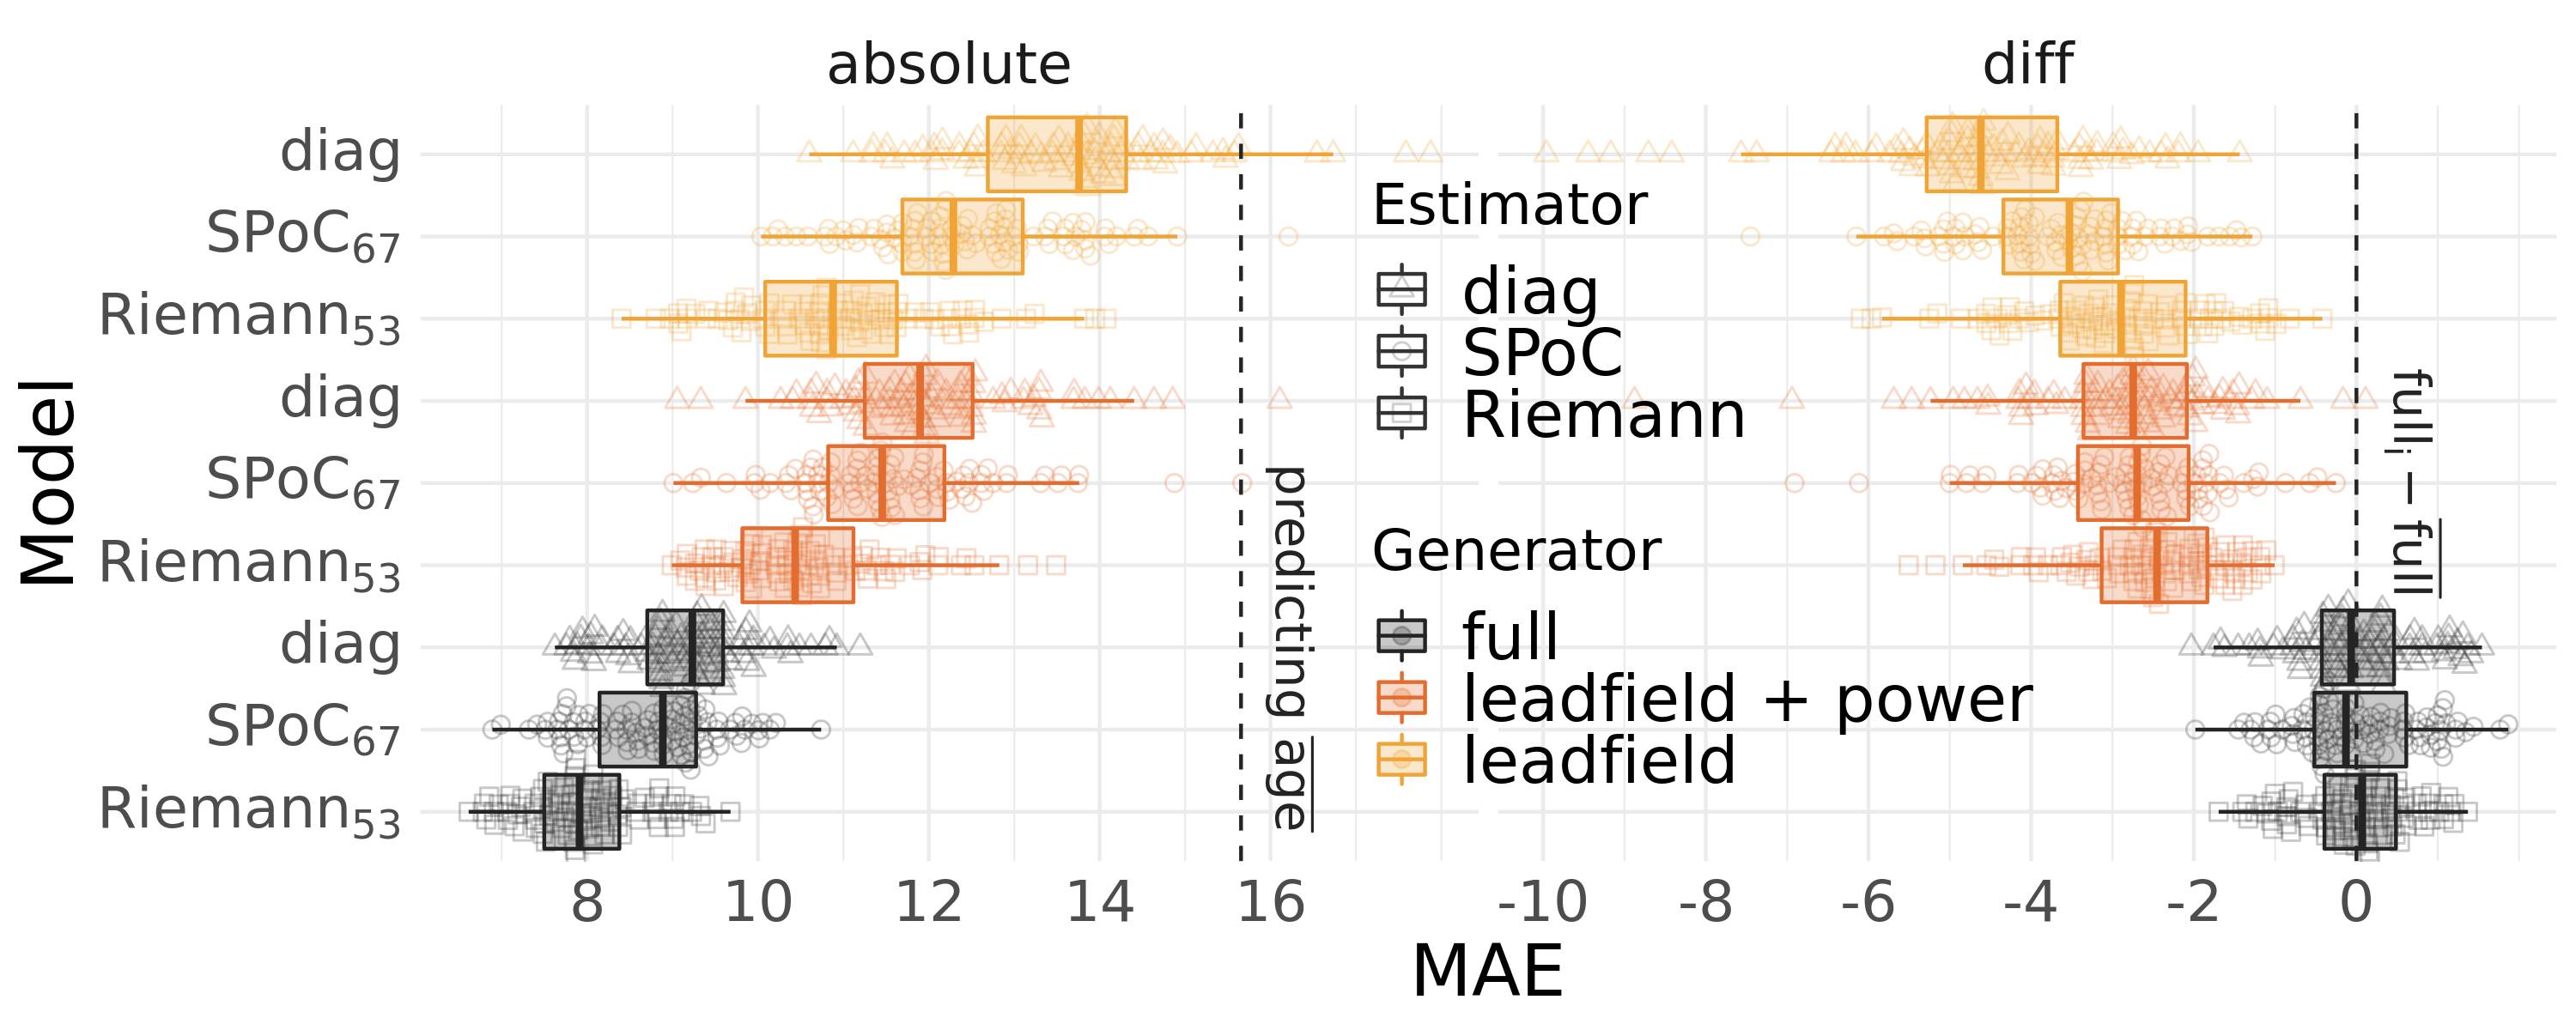 absolute
diff
Model
diag
SPoC₆₇
Riemann₅₃
diag
SPoC₆₇
Riemann₅₃
diag
SPoC₆₇
Riemann₅₃
predicting age
Estimator
diag
SPoC
Riemann
Generator
full
leadfield + power
leadfield
fullᵢ − full
8 10 12 14 16
-10 -8 -6 -4 -2 0
MAE